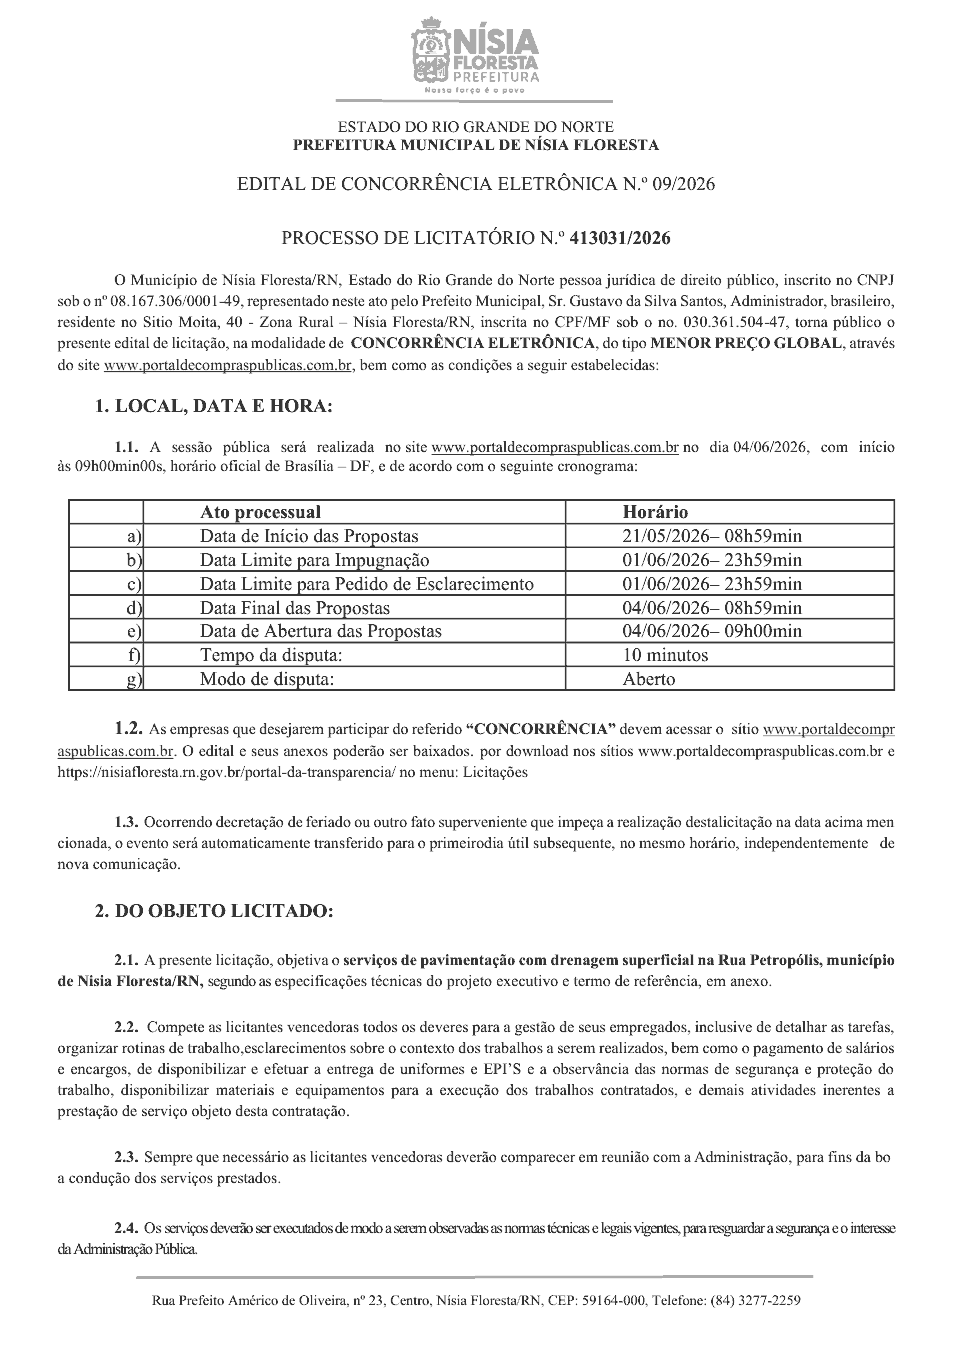 NÍSIA
FLORESTA
PREFEITURA
Nossa força é o povo
ESTADO DO RIO GRANDE DO NORTE
PREFEITURA MUNICIPAL DE NÍSIA FLORESTA
EDITAL DE CONCORRÊNCIA ELETRÔNICA N.º 09/2026
PROCESSO DE LICITATÓRIO N.º 413031/2026
O Município de Nísia Floresta/RN, Estado do Rio Grande do Norte pessoa jurídica de direito público, inscrito no CNPJ
sob o nº 08.167.306/0001-49, representado neste ato pelo Prefeito Municipal, Sr. Gustavo da Silva Santos, Administrador, brasileiro,
residente no Sitio Moita, 40 - Zona Rural – Nísia Floresta/RN, inscrita no CPF/MF sob o no. 030.361.504-47, torna público o
presente edital de licitação, na modalidade de CONCORRÊNCIA ELETRÔNICA, do tipo MENOR PREÇO GLOBAL, através
do site www.portaldecompraspublicas.com.br, bem como as condições a seguir estabelecidas:
1. LOCAL, DATA E HORA:
1.1. A sessão pública será realizada no site www.portaldecompraspublicas.com.br no dia 04/06/2026, com início
às 09h00min00s, horário oficial de Brasília – DF, e de acordo com o seguinte cronograma:
Ato processual Horário
a) Data de Início das Propostas 21/05/2026– 08h59min
b) Data Limite para Impugnação 01/06/2026– 23h59min
c) Data Limite para Pedido de Esclarecimento 01/06/2026– 23h59min
d) Data Final das Propostas 04/06/2026– 08h59min
e) Data de Abertura das Propostas 04/06/2026– 09h00min
f) Tempo da disputa: 10 minutos
g) Modo de disputa: Aberto
1.2. As empresas que desejarem participar do referido “CONCORRÊNCIA” devem acessar o sítio www.portaldecompr
aspublicas.com.br. O edital e seus anexos poderão ser baixados. por download nos sítios www.portaldecompraspublicas.com.br e
https://nisiafloresta.rn.gov.br/portal-da-transparencia/ no menu: Licitações
1.3. Ocorrendo decretação de feriado ou outro fato superveniente que impeça a realização destalicitação na data acima men
cionada, o evento será automaticamente transferido para o primeirodia útil subsequente, no mesmo horário, independentemente de
nova comunicação.
2. DO OBJETO LICITADO:
2.1. A presente licitação, objetiva o serviços de pavimentação com drenagem superficial na Rua Petropólis, município
de Nísia Floresta/RN, segundo as especificações técnicas do projeto executivo e termo de referência, em anexo.
2.2. Compete as licitantes vencedoras todos os deveres para a gestão de seus empregados, inclusive de detalhar as tarefas,
organizar rotinas de trabalho,esclarecimentos sobre o contexto dos trabalhos a serem realizados, bem como o pagamento de salários
e encargos, de disponibilizar e efetuar a entrega de uniformes e EPI’S e a observância das normas de segurança e proteção do
trabalho, disponibilizar materiais e equipamentos para a execução dos trabalhos contratados, e demais atividades inerentes a
prestação de serviço objeto desta contratação.
2.3. Sempre que necessário as licitantes vencedoras deverão comparecer em reunião com a Administração, para fins da bo
a condução dos serviços prestados.
2.4. Os serviços deverão ser executados de modo a serem observadas as normas técnicas e legais vigentes, para resguardar a segurança e o interesse
da Administração Pública.
Rua Prefeito Américo de Oliveira, nº 23, Centro, Nísia Floresta/RN, CEP: 59164-000, Telefone: (84) 3277-2259